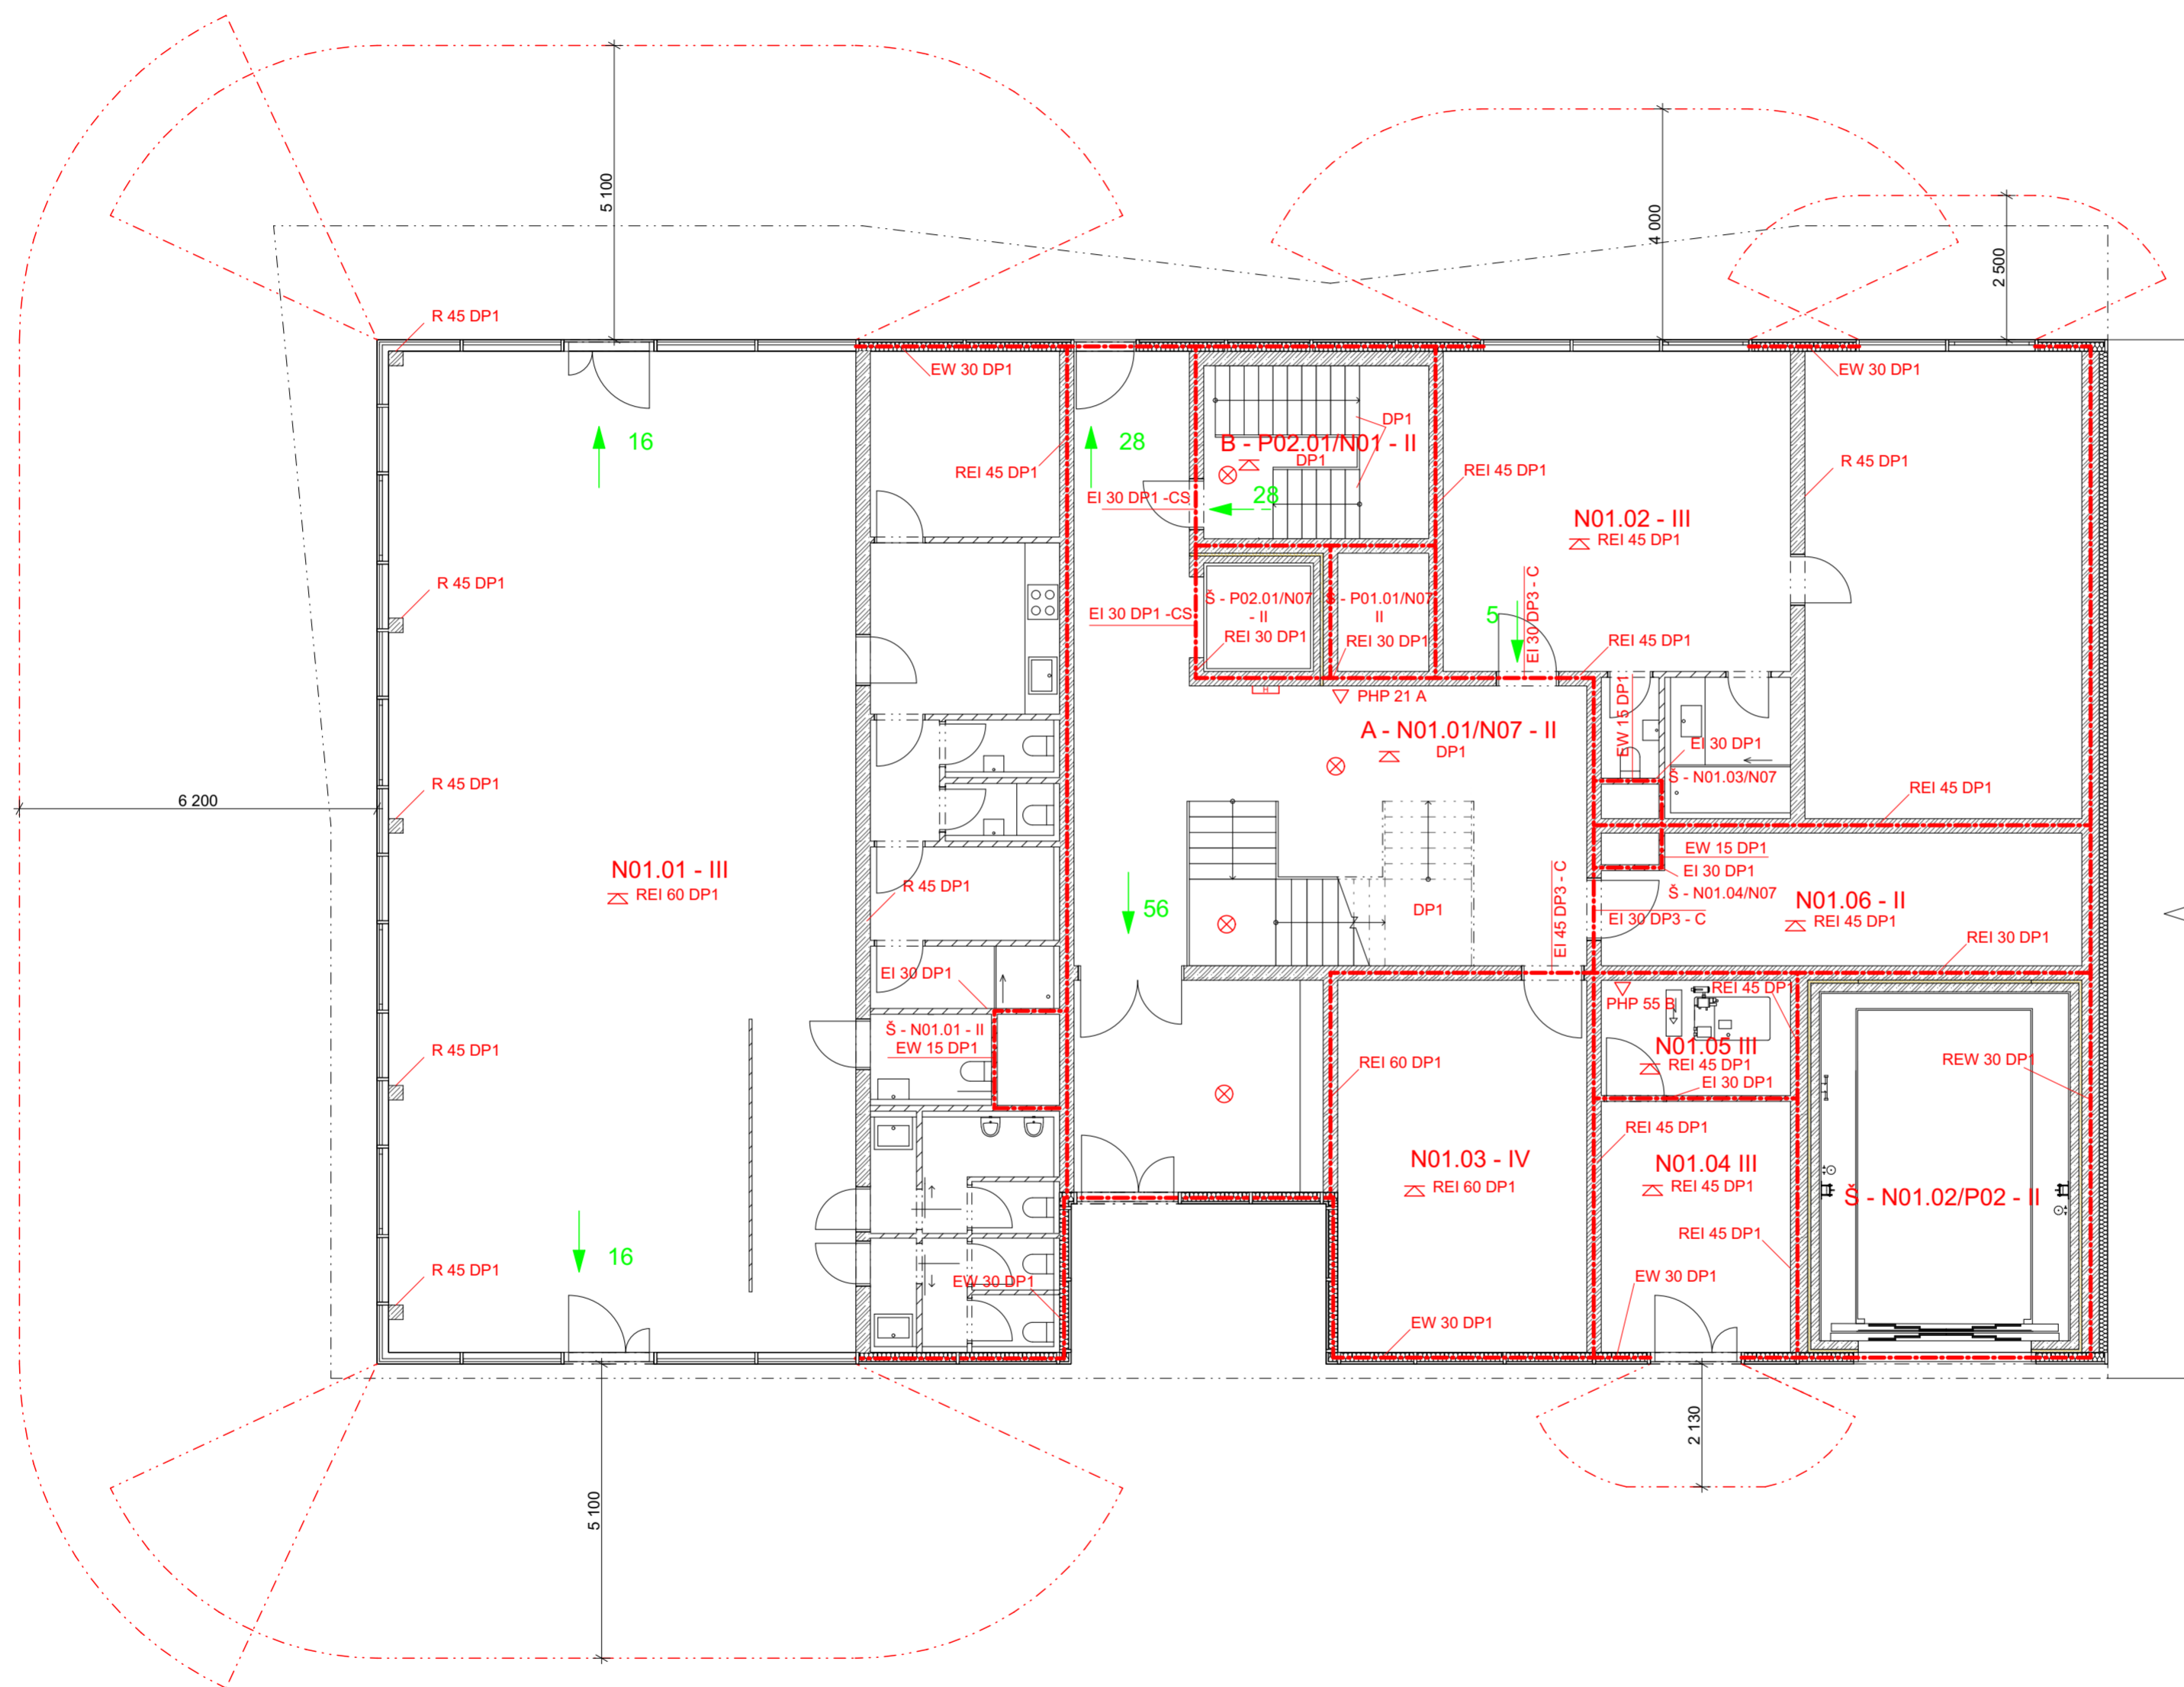 5 100
4 000
2 500
R 45 DP1
EW 30 DP1
EW 30 DP1
16
28
DP1
B - P02.01/N01 - II
DP1
REI 45 DP1
REI 45 DP1
R 45 DP1
EI 30 DP1 -CS
28
N01.02 - III
REI 45 DP1
R 45 DP1
EI 30 DP1 -CS
Š - P02.01/N07
- II
REI 30 DP1
Š - P01.01/N07
II
REI 30 DP1
5
EI 30 DP3 - C
REI 45 DP1
H
PHP 21 A
EW 15 DP1
A - N01.01/N07 - II
DP1
EI 30 DP1
Š - N01.03/N07
R 45 DP1
REI 45 DP1
6 200
N01.01 - III
REI 60 DP1
R 45 DP1
56
DP1
EI 45 DP3 - C
EW 15 DP1
EI 30 DP1
Š - N01.04/N07
N01.06 - II
REI 45 DP1
EI 30 DP3 - C
REI 30 DP1
EI 30 DP1
REI 45 DP1
PHP 55 B
Š - N01.01 - II
EW 15 DP1
R 45 DP1
REI 60 DP1
N01.05 III
REI 45 DP1
EI 30 DP1
REW 30 DP1
REI 45 DP1
N01.03 - IV
REI 60 DP1
N01.04 III
REI 45 DP1
Š - N01.02/P02 - II
REI 45 DP1
16
R 45 DP1
EW 30 DP1
EW 30 DP1
EW 30 DP1
2 130
5 100